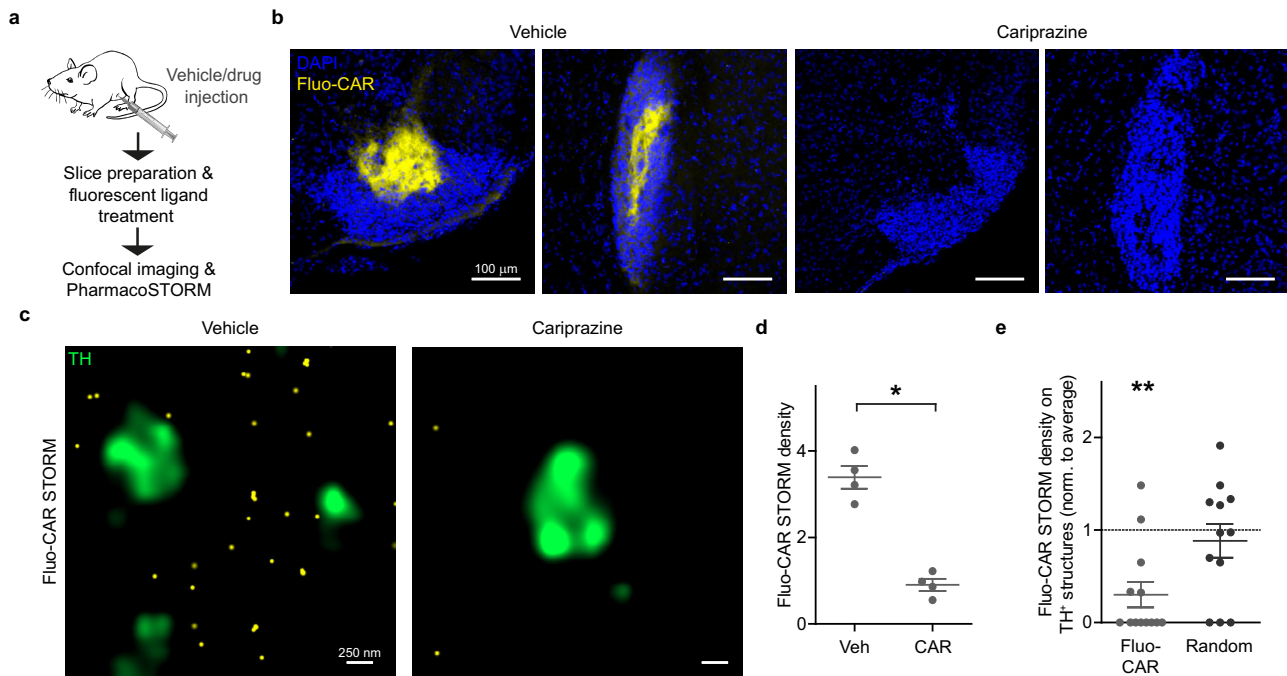 a
Vehicle/drug
injection
Slice preparation &
fluorescent ligand
treatment
Confocal imaging &
PharmacoSTORM
b
Vehicle
Cariprazine
DAPI
Fluo-CAR
100 μm
c
Vehicle
Cariprazine
Fluo-CAR STORM
TH
250 nm
d
Fluo-CAR STORM density
4
2
0
*
Veh
CAR
e
Fluo-CAR STORM density on
TH⁺ structures (norm. to average)
2
1
0
**
Fluo-
CAR
Random